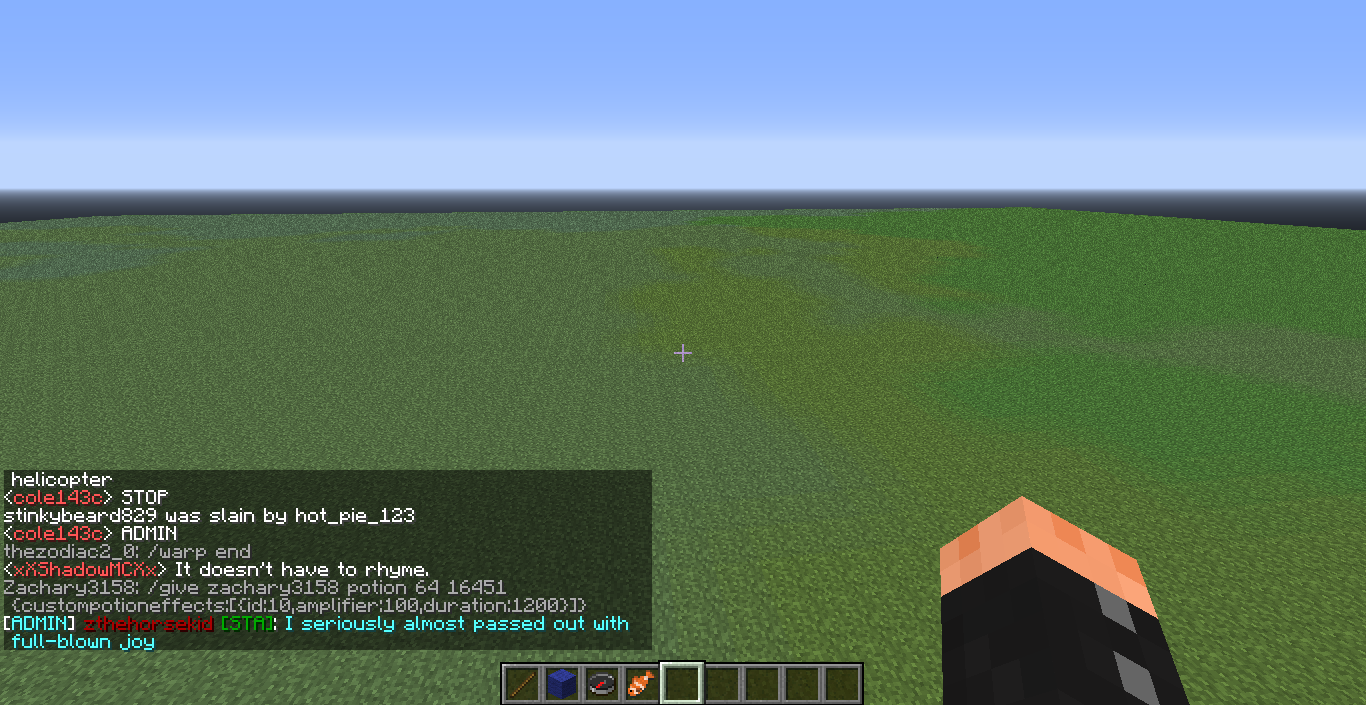 helicopter
<cole143c> STOP
stinkybeard829 was slain by hot_pie_123
<cole143c> ADMIN
thezodiac2_0: /warp end
<xXShadowMCXx> It doesn't have to rhyme.
Zachary3158: /give zachary3158 potion 64 16451
{custompotioneffects:[{id:10,amplifier:100,duration:1200}]}
[ADMIN] zthehorsekid [STA]: I seriously almost passed out with
full-blown joy